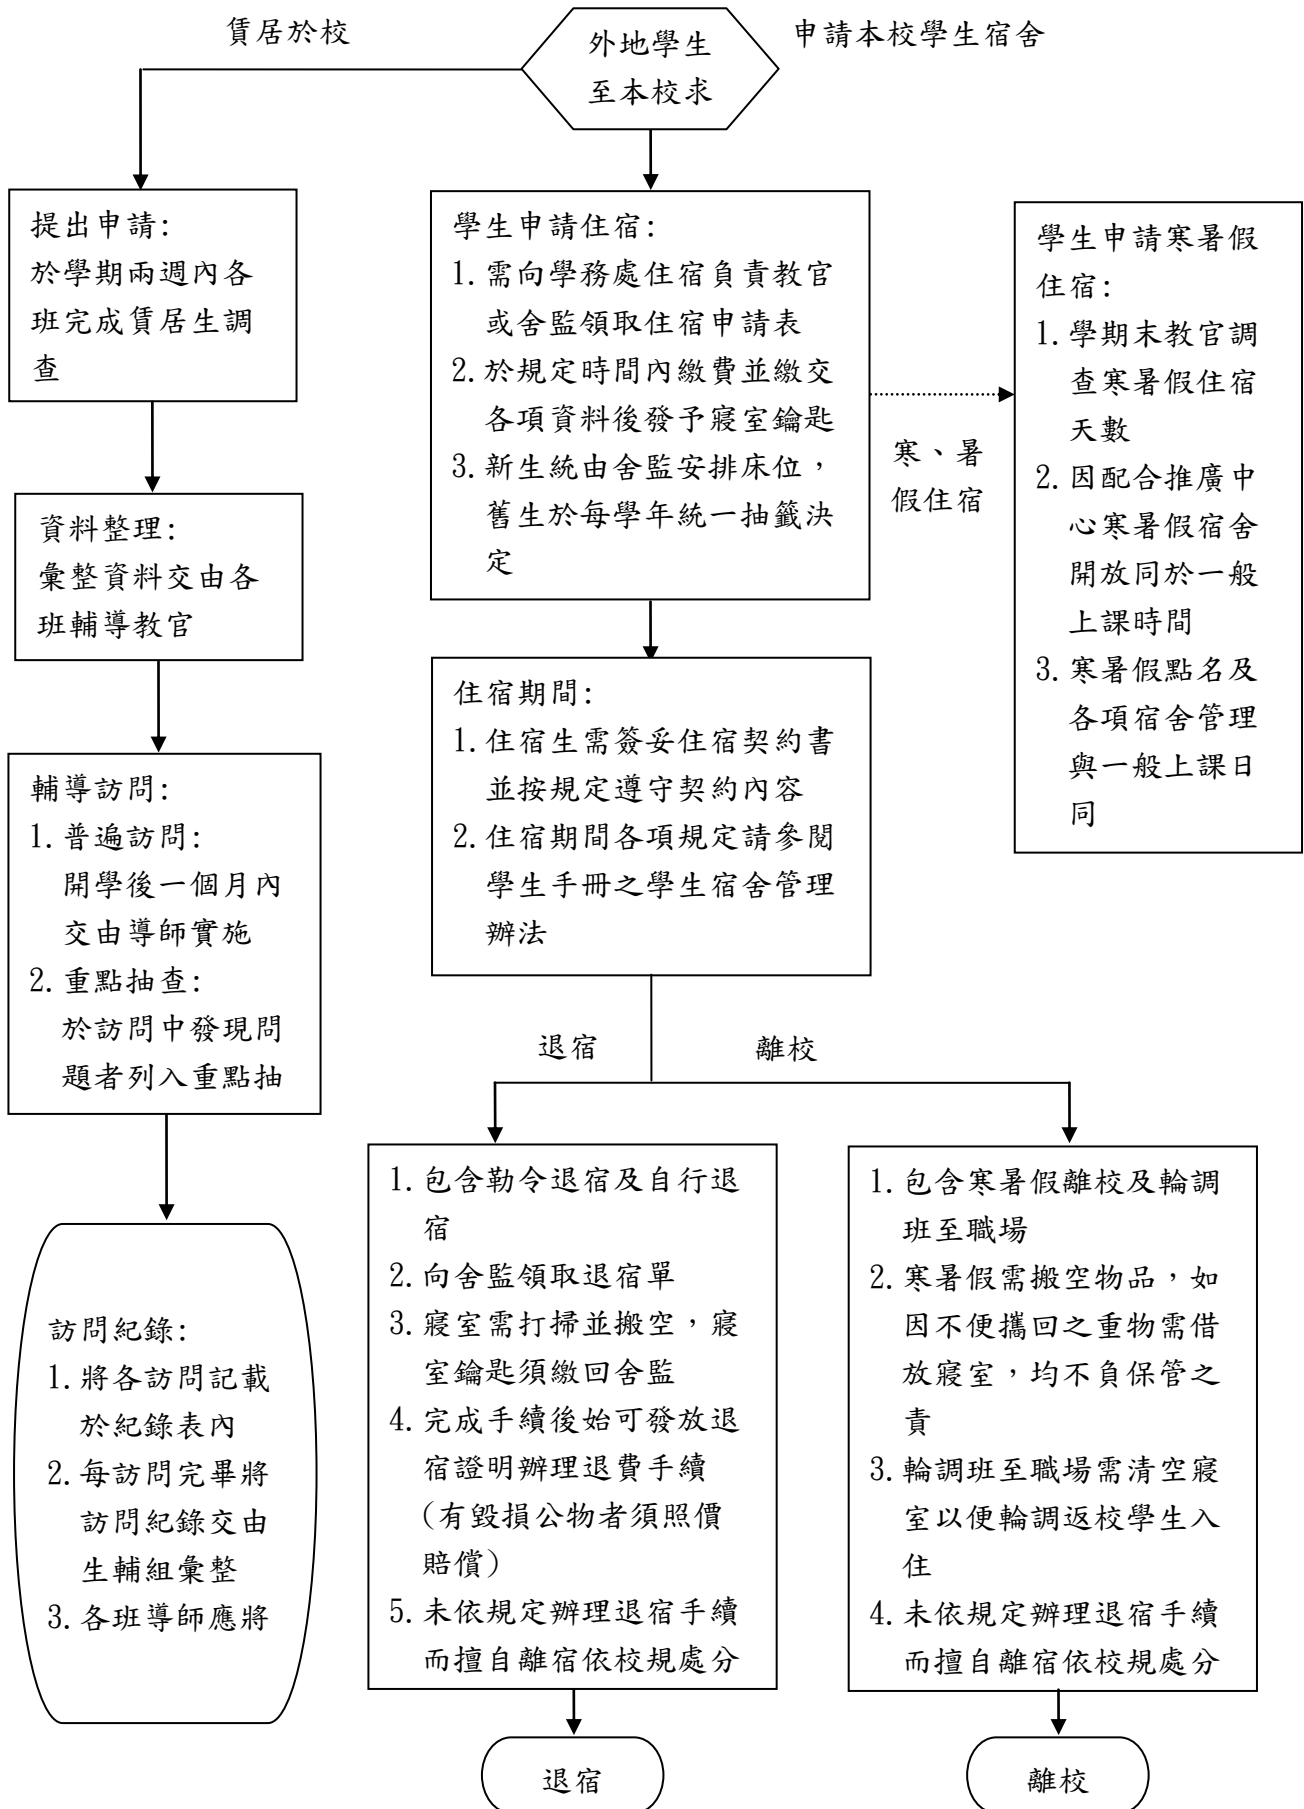 賃居於校
外地學生
至本校求
申請本校學生宿舍
提出申請:
於學期兩週內各
班完成賃居生調
查
資料整理:
彙整資料交由各
班輔導教官
輔導訪問:
1.普遍訪問:
開學後一個月內
交由導師實施
2.重點抽查:
於訪問中發現問
題者列入重點抽
訪問紀錄:
1.將各訪問記載
於紀錄表內
2.每訪問完畢將
訪問紀錄交由
生輔組彙整
3.各班導師應將
學生申請住宿:
1.需向學務處住宿負責教官
或舍監領取住宿申請表
2.於規定時間內繳費並繳交
各項資料後發予寢室鑰匙
3.新生統由舍監安排床位，
舊生於每學年統一抽籤決
定
寒、暑
假住宿
學生申請寒暑假
住宿:
1.學期末教官調
查寒暑假住宿
天數
2.因配合推廣中
心寒暑假宿舍
開放同於一般
上課時間
3.寒暑假點名及
各項宿舍管理
與一般上課日
同
住宿期間:
1.住宿生需簽妥住宿契約書
並按規定遵守契約內容
2.住宿期間各項規定請參閱
學生手冊之學生宿舍管理
辦法
退宿
離校
1.包含勒令退宿及自行退
宿
2.向舍監領取退宿單
3.寢室需打掃並搬空，寢
室鑰匙須繳回舍監
4.完成手續後始可發放退
宿證明辦理退費手續
(有毀損公物者須照價
賠償)
5.未依規定辦理退宿手續
而擅自離宿依校規處分
退宿
1.包含寒暑假離校及輪調
班至職場
2.寒暑假需搬空物品，如
因不便攜回之重物需借
放寢室，均不負保管之
責
3.輪調班至職場需清空寢
室以便輪調返校學生入
住
4.未依規定辦理退宿手續
而擅自離宿依校規處分
離校